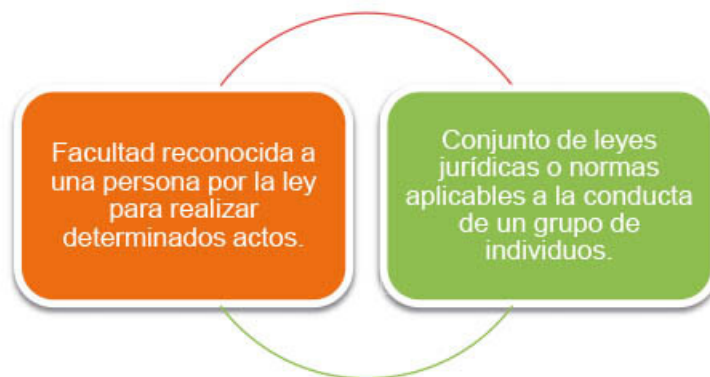 Facultad reconocida a
una persona por la ley
para realizar
determinados actos.
Conjunto de leyes
jurídicas o normas
aplicables a la conducta
de un grupo de
individuos.